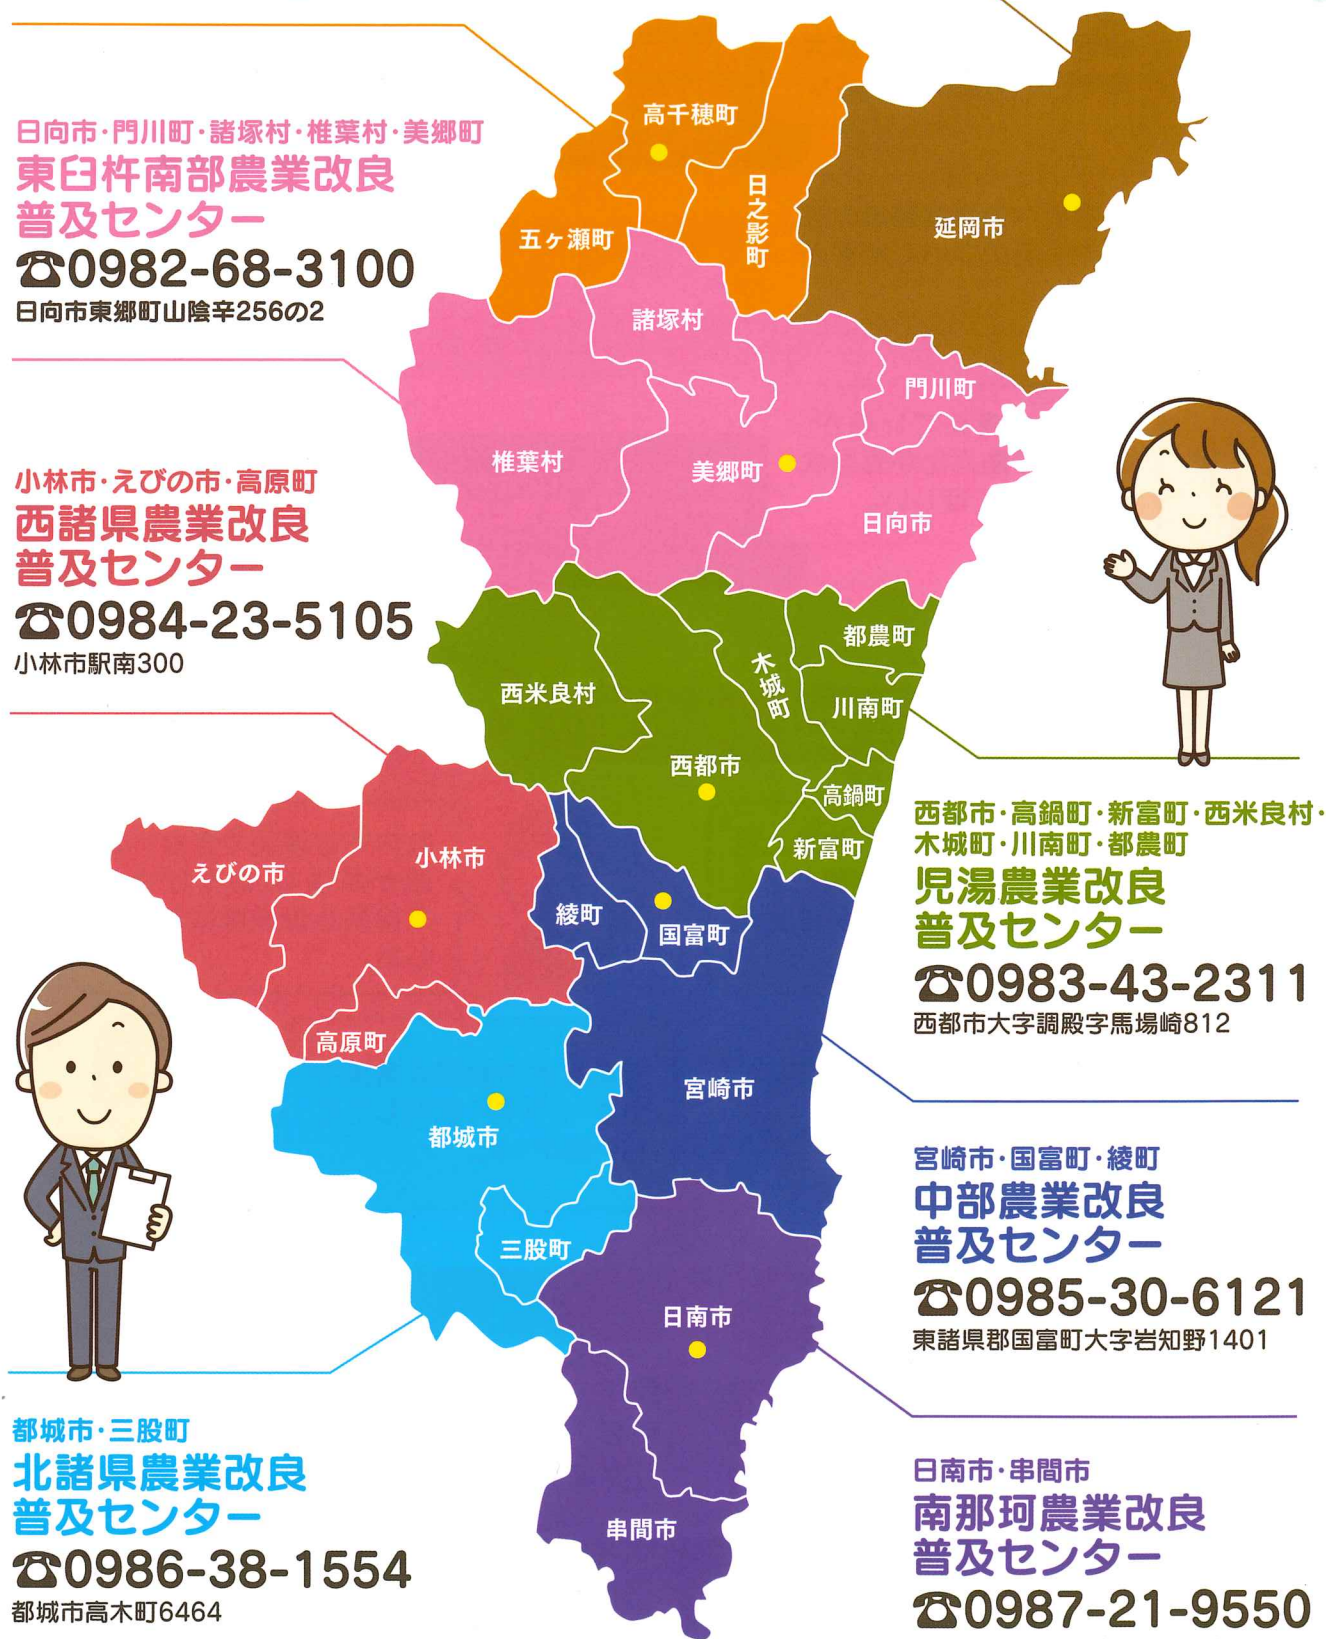 日向市・門川町・諸塚村・椎葉村・美郷町
東臼杵南部農業改良
普及センター
☎0982-68-3100
日向市東郷町山陰辛256の2
小林市・えびの市・高原町
西諸県農業改良
普及センター
☎0984-23-5105
小林市駅南300
高千穂町
日之影町
五ヶ瀬町
延岡市
諸塚村
門川町
椎葉村
美郷町
日向市
都農町
木城町
西米良村
川南町
西都市
高鍋町
新富町
小林市
えびの市
綾町
国富町
高原町
宮崎市
都城市
三股町
日南市
串間市
西都市・高鍋町・新富町・西米良村・
木城町・川南町・都農町
児湯農業改良
普及センター
☎0983-43-2311
西都市大字調殿字馬場崎812
宮崎市・国富町・綾町
中部農業改良
普及センター
☎0985-30-6121
東諸県郡国富町大字岩知野1401
都城市・三股町
北諸県農業改良
普及センター
☎0986-38-1554
都城市高木町6464
日南市・串間市
南那珂農業改良
普及センター
☎0987-21-9550